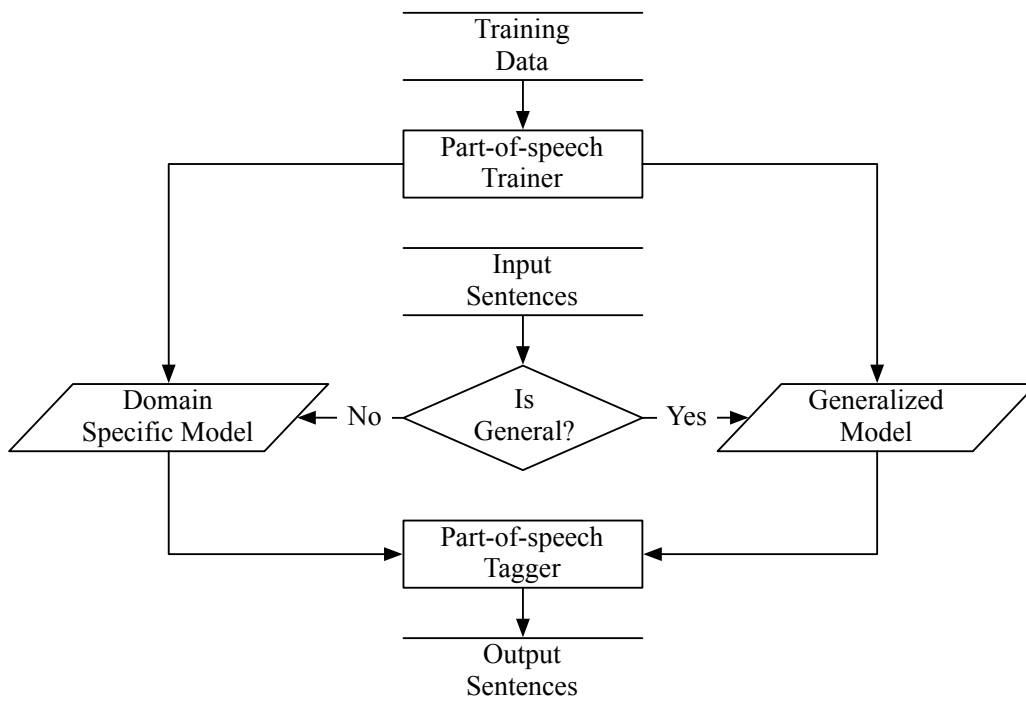 Training
Data
Part-of-speech
Trainer
Input
Sentences
Domain
Specific Model
No
Is
General?
Yes
Generalized
Model
Part-of-speech
Tagger
Output
Sentences